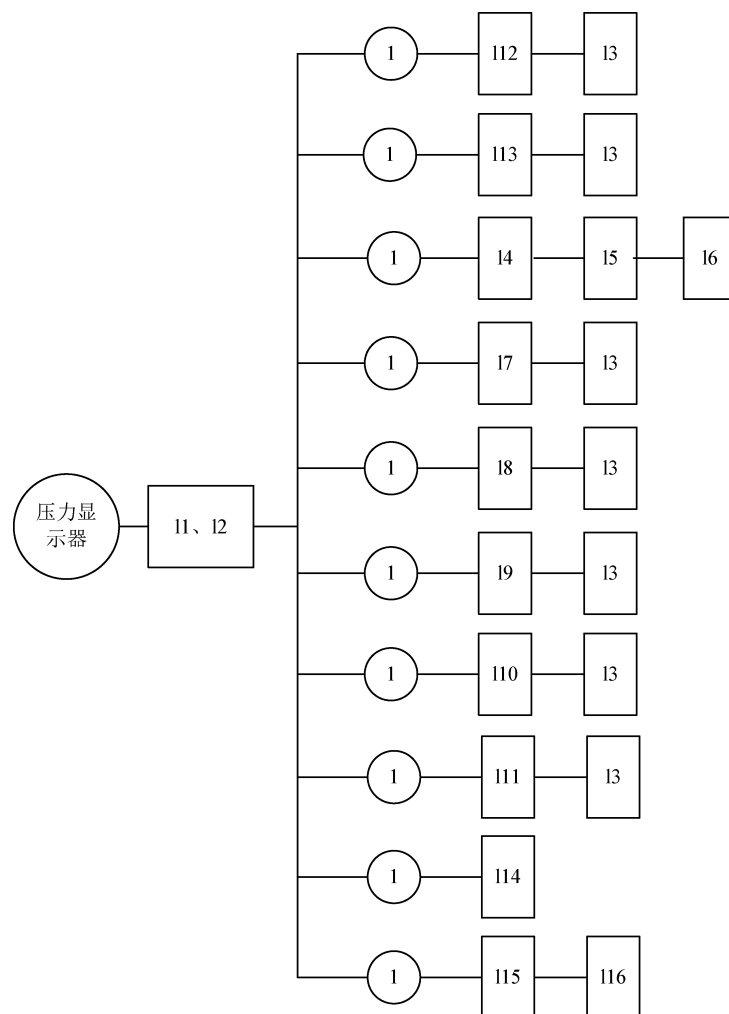 1 l12 l3
1 l13 l3
1 l4 l5 l6
1 l7 l3
1 l8 l3
压力显
示器
l1、l2
1 l9 l3
1 l10 l3
1 l11 l3
1 l14
1 l15 l16